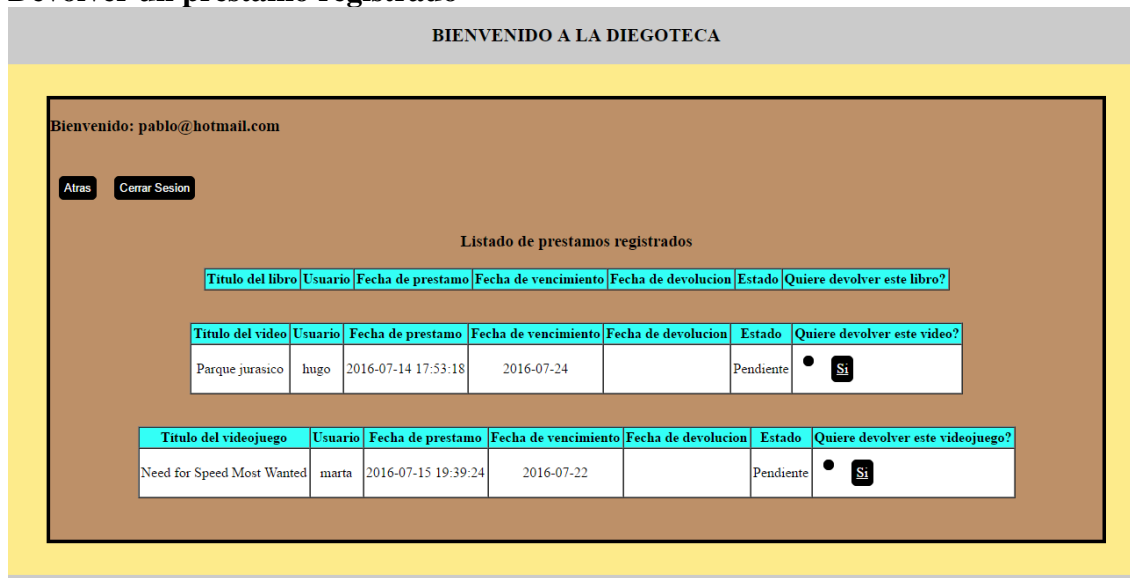 Devolver un prestamo registrado
BIENVENIDO A LA DIEGOTECA
Bienvenido: pablo@hotmail.com
Atras Cerrar Sesion
Listado de prestamos registrados
Titulo del libro Usuario Fecha de prestamo Fecha de vencimiento Fecha de devolucion Estado Quiere devolver este libro?
Titulo del video Usuario Fecha de prestamo Fecha de vencimiento Fecha de devolucion Estado Quiere devolver este video?
Parque jurasico hugo 2016-07-14 17:53:18 2016-07-24 Pendiente Si
Titulo del videojuego Usuario Fecha de prestamo Fecha de vencimiento Fecha de devolucion Estado Quiere devolver este videojuego?
Need for Speed Most Wanted marta 2016-07-15 19:39:24 2016-07-22 Pendiente Si